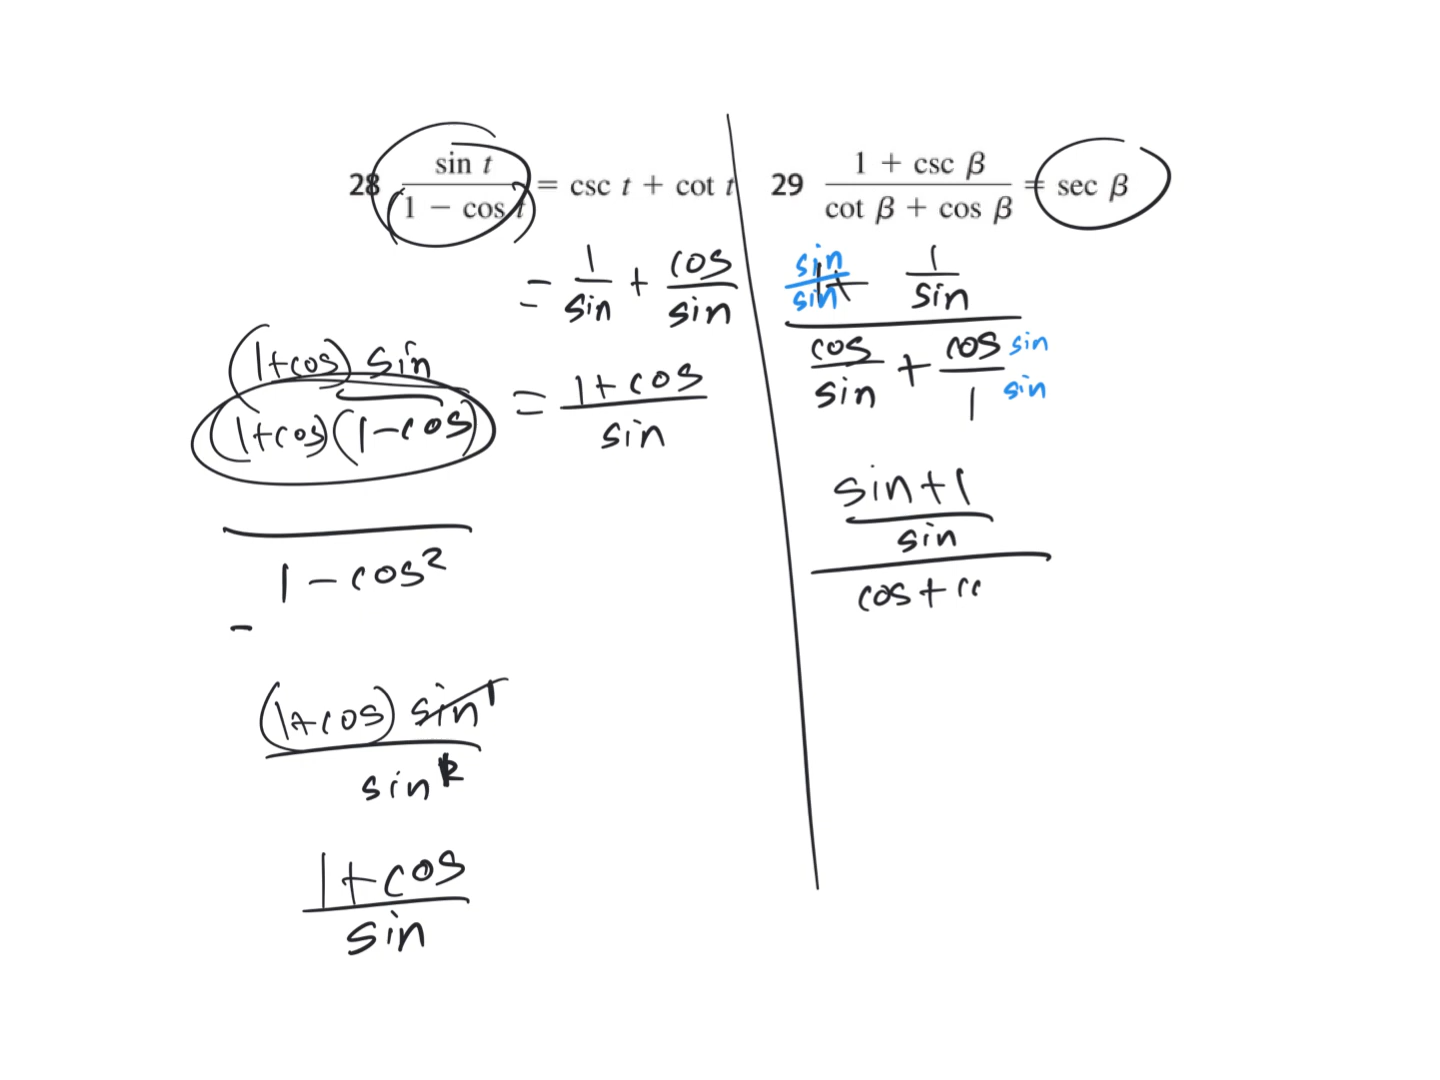 28 sin t / 1 − cos t = csc t + cot t
= 1/sin + cos/sin
(1+cos) sin / (1+cos)(1−cos) = 1+cos / sin
1 − cos²
−
(1+cos) sin / sin
1+cos / sin
29 1 + csc β / cot β + cos β = sec β
sin/sin 1+ 1/sin
cos/sin + cos/1 sin/sin
sin+1 / sin
cos +